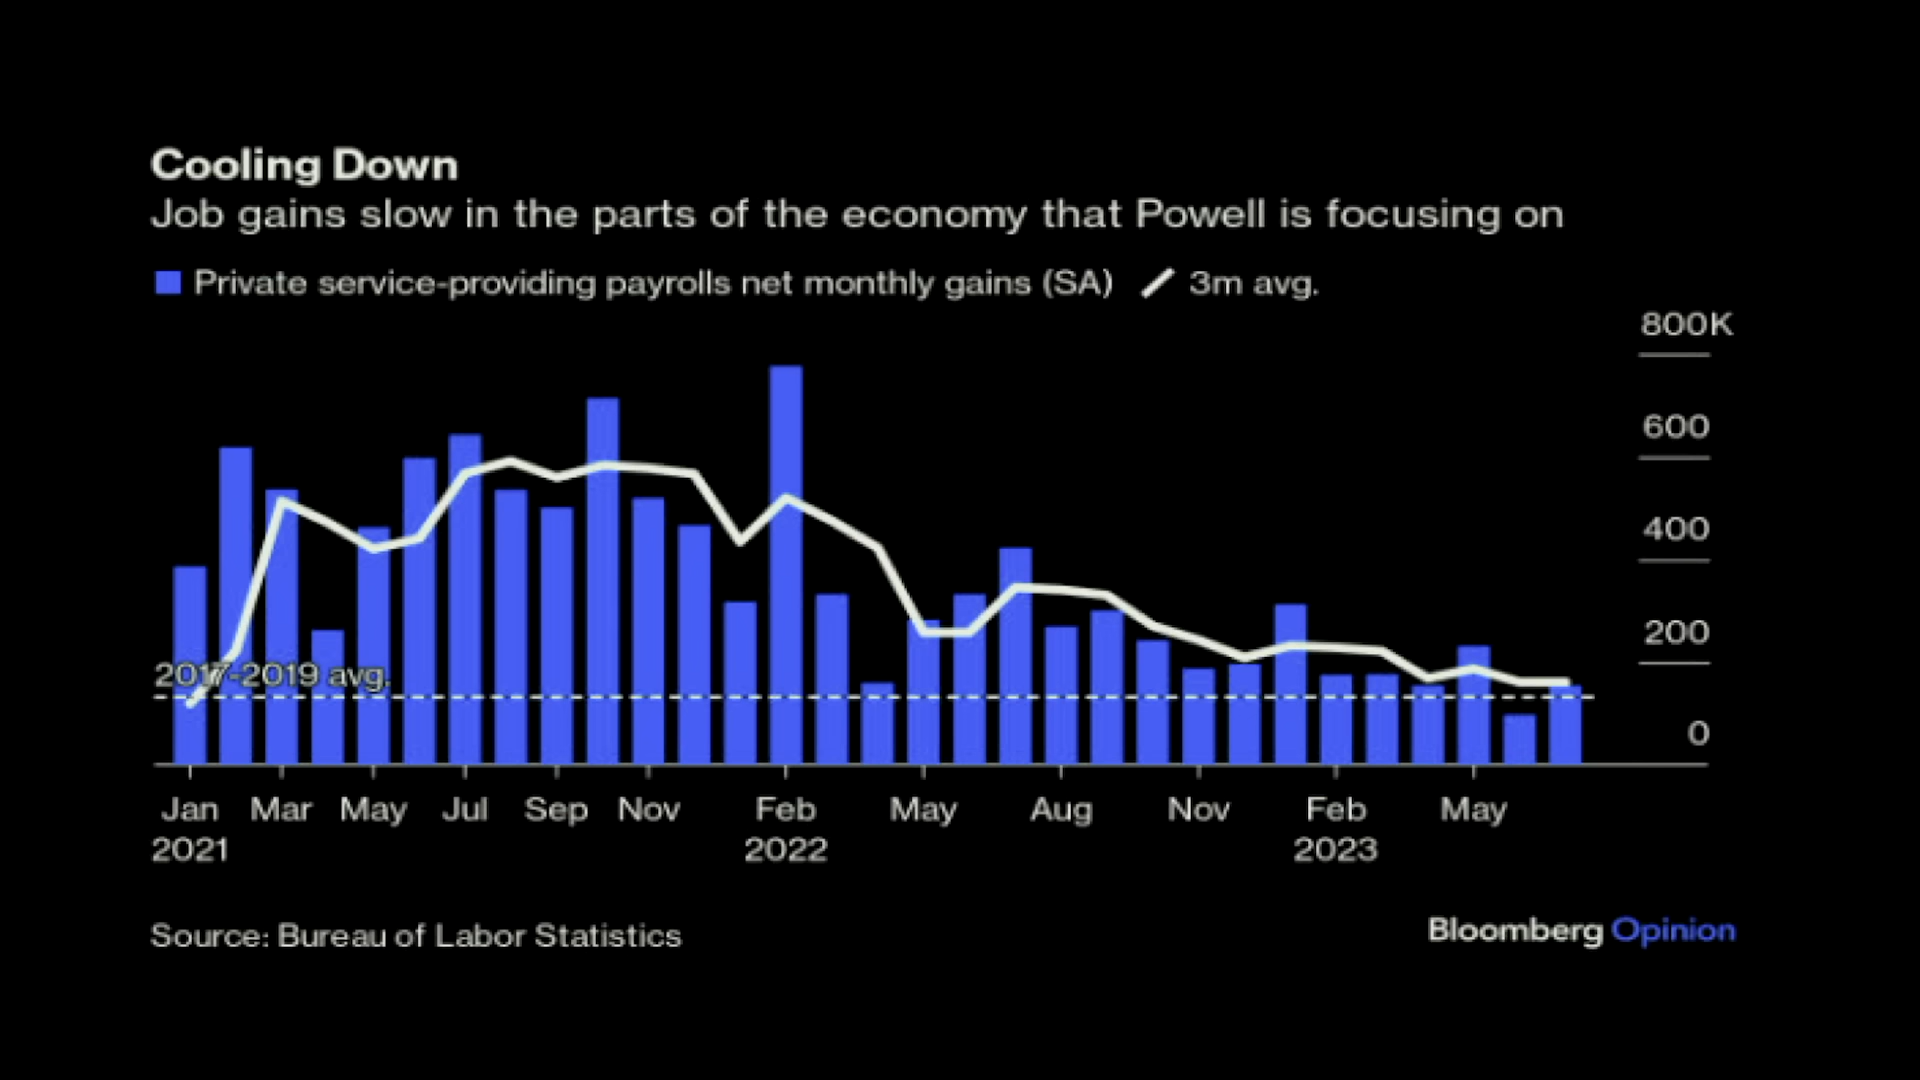 Cooling Down
Job gains slow in the parts of the economy that Powell is focusing on
Private service-providing payrolls net monthly gains (SA) 3m avg.
800K
600
400
200
2017-2019 avg.
0
Jan Mar May Jul Sep Nov Feb May Aug Nov Feb May
2021 2022 2023
Source: Bureau of Labor Statistics
Bloomberg Opinion